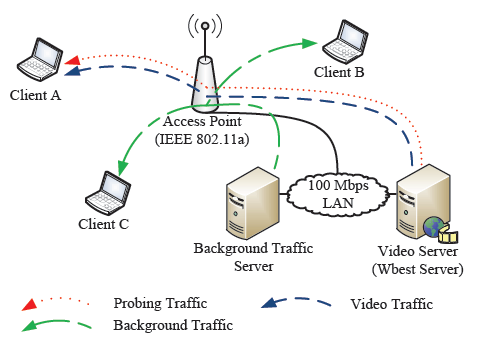 Client A
Client B
Access Point
(IEEE 802.11a)
Client C
100 Mbps
LAN
Background Traffic
Server
Video Server
(Wbest Server)
Probing Traffic
Video Traffic
Background Traffic